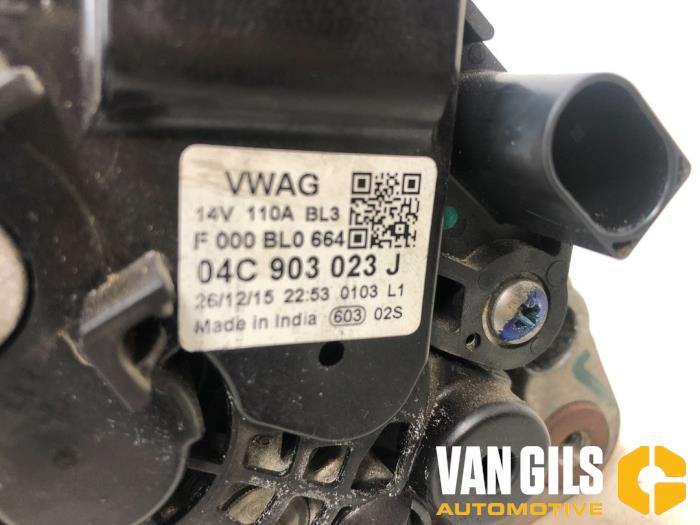 VWAG
14V 110A BL3
F 000 BL0 664
04C 903 023 J
26/12/15 22:53 0103 L1
Made in India 603 02S
VAN GILS
AUTOMOTIVE